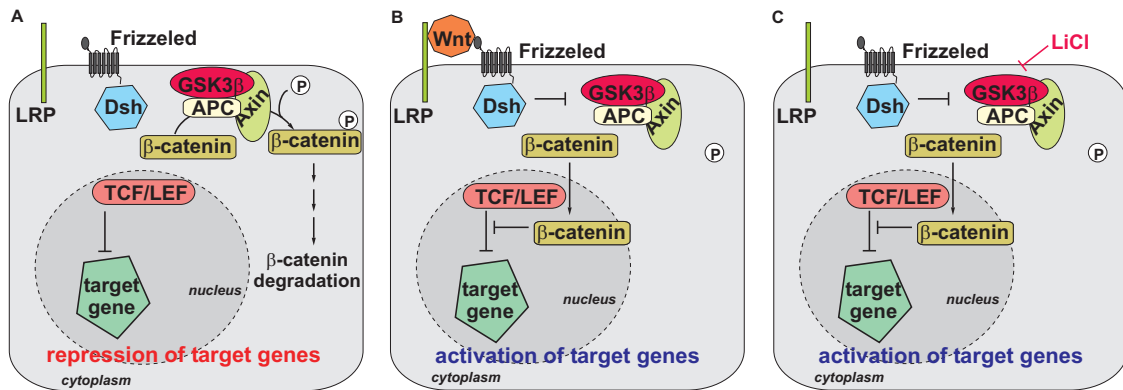 A
Frizzeled
LRP
Dsh
GSK3β
APC
Axin
P
P
β-catenin
β-catenin
TCF/LEF
β-catenin
degradation
target
gene
nucleus
repression of target genes
cytoplasm
B
Wnt
Frizzeled
LRP
Dsh
GSK3β
APC
Axin
P
β-catenin
TCF/LEF
β-catenin
target
gene
nucleus
activation of target genes
cytoplasm
C
LiCl
Frizzeled
LRP
Dsh
GSK3β
APC
Axin
P
β-catenin
TCF/LEF
β-catenin
target
gene
nucleus
activation of target genes
cytoplasm